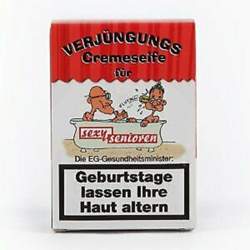 VERJÜNGUNGS
Cremeseife
für
sexy
senioren
Die EG-Gesundheitsminister:
Geburtstage
lassen Ihre
Haut altern